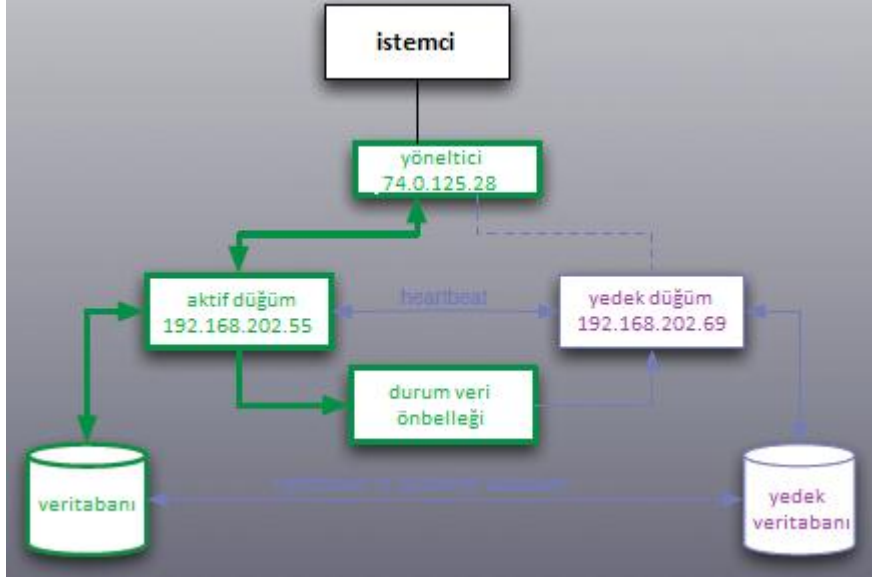 istemci
yöneltici
74.0.125.28
aktif düğüm
192.168.202.55
heartbeat
yedek düğüm
192.168.202.69
durum veri
önbelleği
veritabanı
yedek
veritabanı